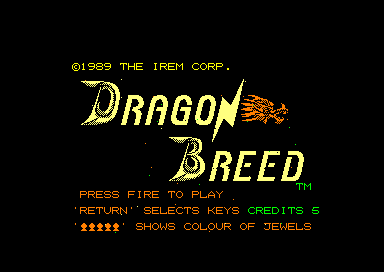 ©1989 THE IREM CORP.
DRAGON
BREED
TM
PRESS FIRE TO PLAY
'RETURN' SELECTS KEYS CREDITS 6
'     ' SHOWS COLOUR OF JEWELS